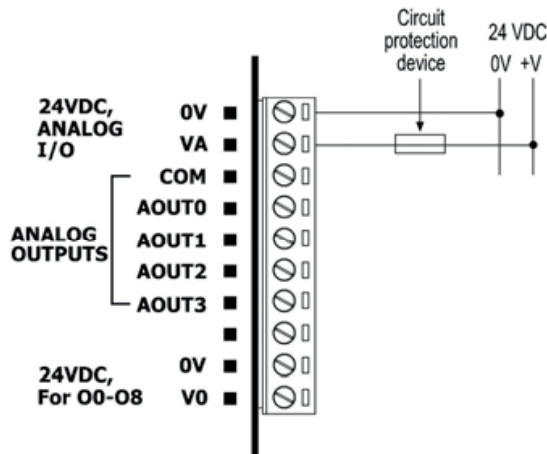 Circuit
protection
device
24 VDC
0V +V
24VDC,
ANALOG
I/O
0V
VA
COM
AOUT0
ANALOG
OUTPUTS
AOUT1
AOUT2
AOUT3
24VDC,
For O0-O8
0V
V0